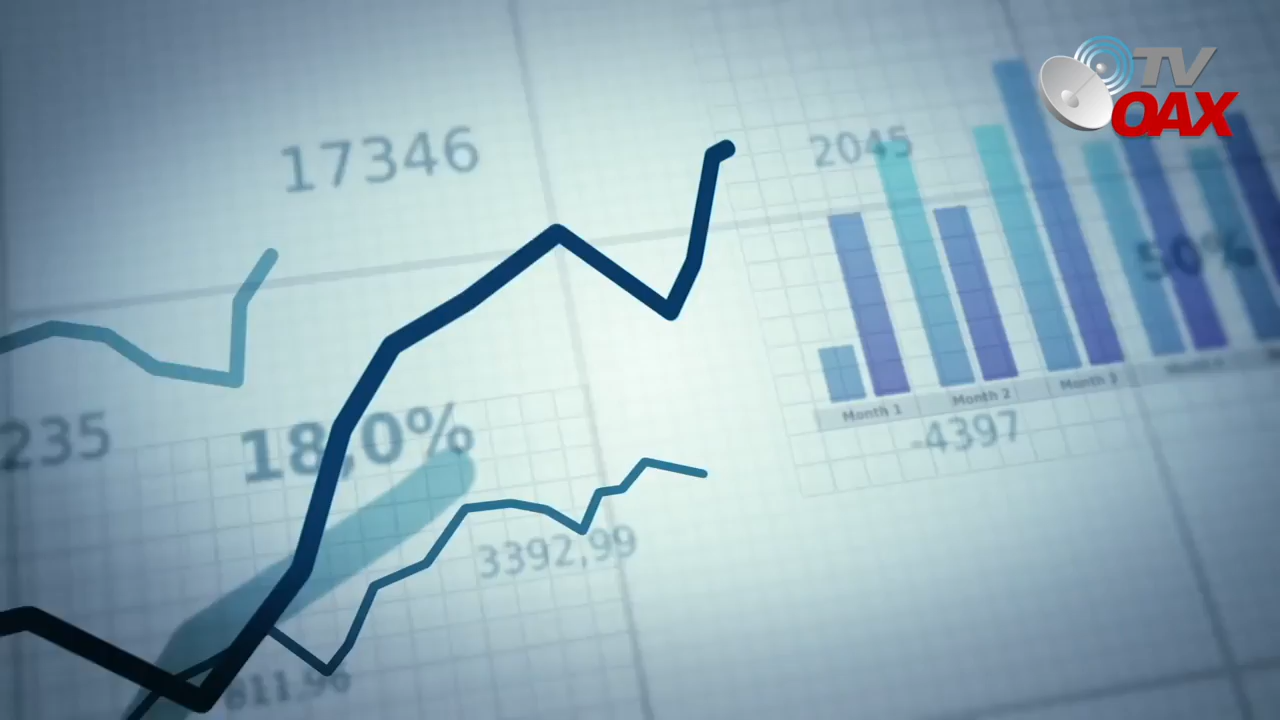 TV
OAX
17346
2045
50%
235
18,0%
Month 1
Month 2
Month 3
-4397
3392,99
811,96